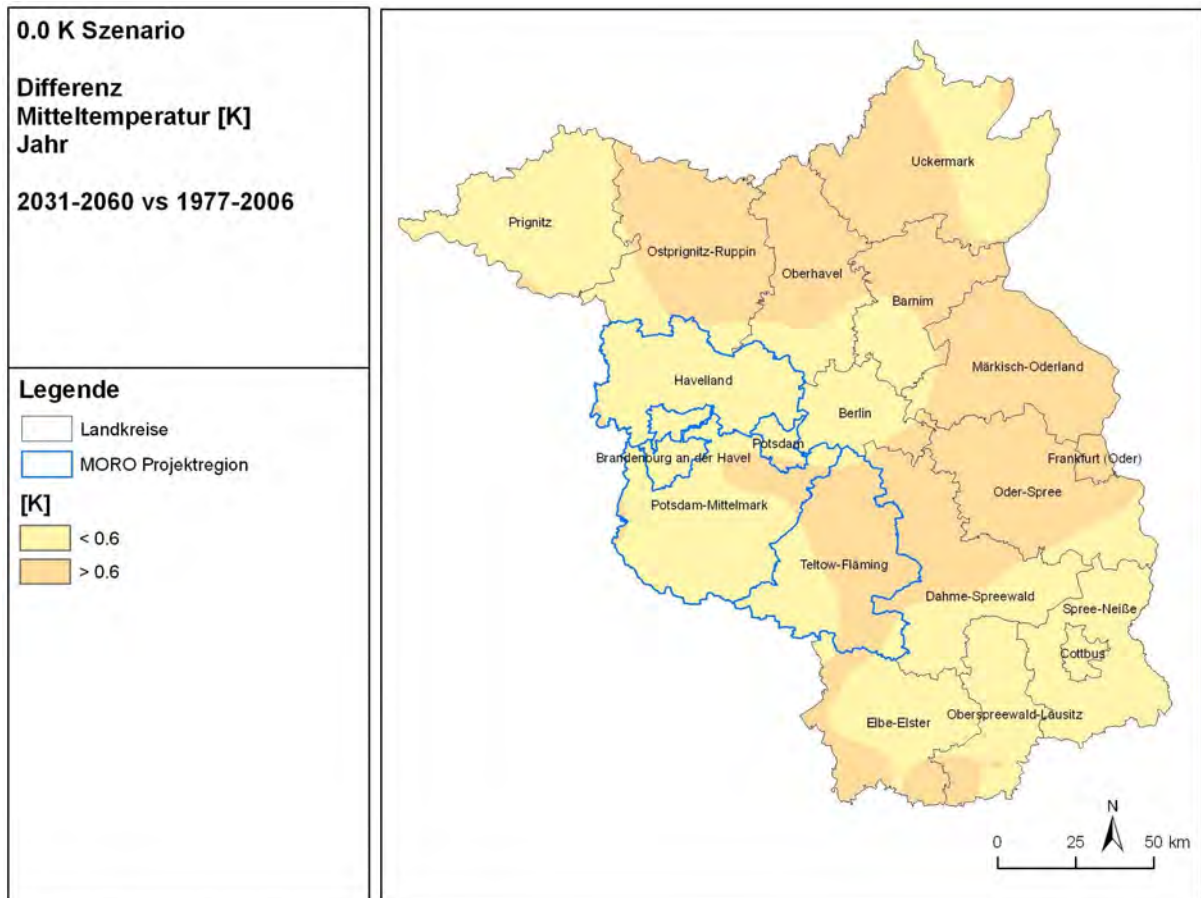 0.0 K Szenario
Differenz
Mitteltemperatur [K]
Jahr
2031-2060 vs 1977-2006
Legende
Landkreise
MORO Projektregion
[K]
< 0.6
> 0.6
Uckermark
Prignitz
Ostprignitz-Ruppin
Oberhavel
Barnim
Märkisch-Oderland
Havelland
Berlin
Potsdam
Brandenburg an der Havel
Frankfurt (Oder)
Oder-Spree
Potsdam-Mittelmark
Teltow-Fläming
Dahme-Spreewald
Spree-Neiße
Cottbus
Elbe-Elster
Oberspreewald-Lausitz
N
0 25 50 km